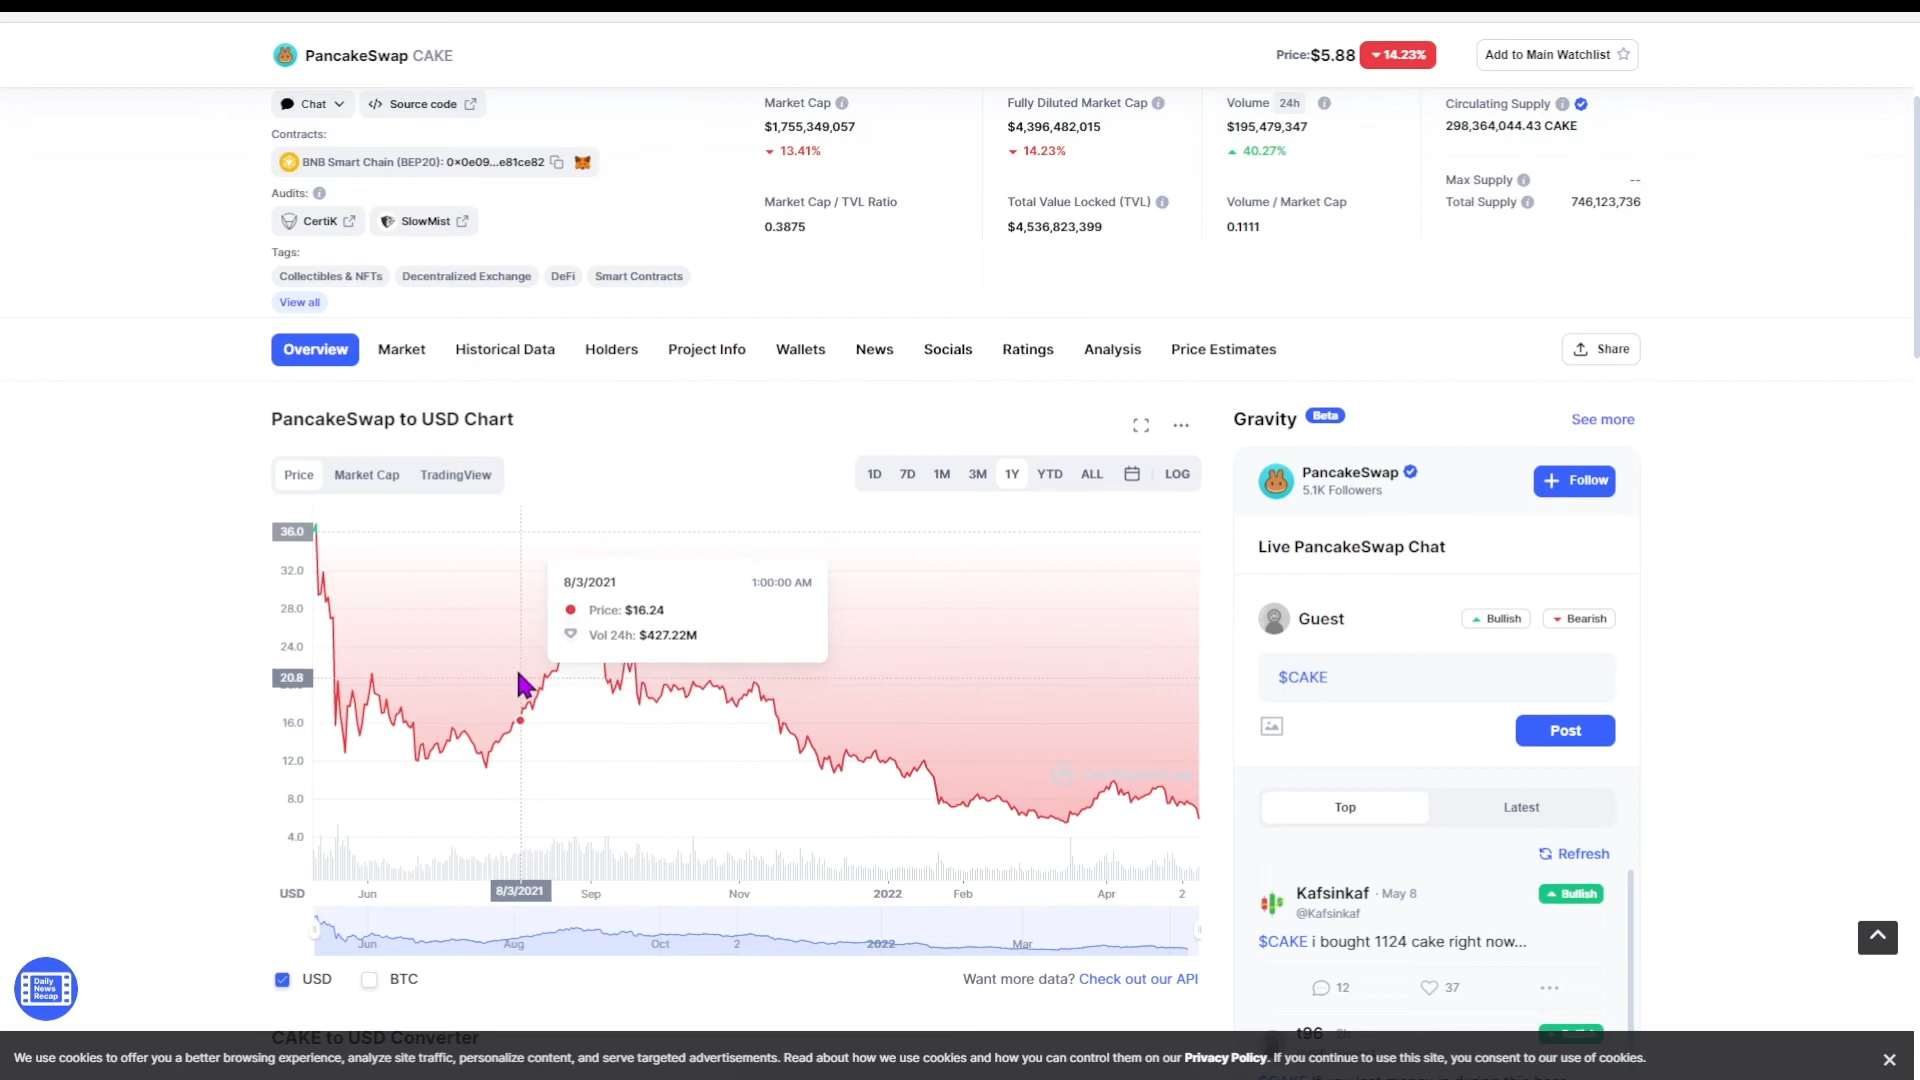 PancakeSwap CAKE
Price:$5.88 14.23%
Add to Main Watchlist
Chat
Source code
Contracts:
BNB Smart Chain (BEP20): 0x0e09...e81ce82
Audits:
CertiK
SlowMist
Tags:
Collectibles & NFTs Decentralized Exchange DeFi Smart Contracts
View all
Market Cap
$1,755,349,057
13.41%
Market Cap / TVL Ratio
0.3875
Fully Diluted Market Cap
$4,396,482,015
14.23%
Total Value Locked (TVL)
$4,536,823,399
Volume 24h
$195,479,347
40.27%
Volume / Market Cap
0.1111
Circulating Supply
298,364,044.43 CAKE
Max Supply --
Total Supply 746,123,736
Overview Market Historical Data Holders Project Info Wallets News Socials Ratings Analysis Price Estimates
Share
PancakeSwap to USD Chart
Price Market Cap TradingView
1D 7D 1M 3M 1Y YTD ALL LOG
36.0
32.0
28.0
24.0
20.8
16.0
12.0
8.0
4.0
8/3/2021 1:00:00 AM
Price: $16.24
Vol 24h: $427.22M
USD Jun 8/3/2021 Sep Nov 2022 Feb Apr 2
Jun Aug Oct 2 2022 Mar
USD BTC
Want more data? Check out our API
CAKE to USD Converter
Gravity Beta
See more
PancakeSwap
5.1K Followers
Follow
Live PancakeSwap Chat
Guest
Bullish
Bearish
$CAKE
Post
Top Latest
Refresh
Kafsinkaf · May 8
Bullish
@Kafsinkaf
$CAKE i bought 1124 cake right now...
12 37
t96
Daily
News
Recap
We use cookies to offer you a better browsing experience, analyze site traffic, personalize content, and serve targeted advertisements. Read about how we use cookies and how you can control them on our Privacy Policy. If you continue to use this site, you consent to our use of cookies.